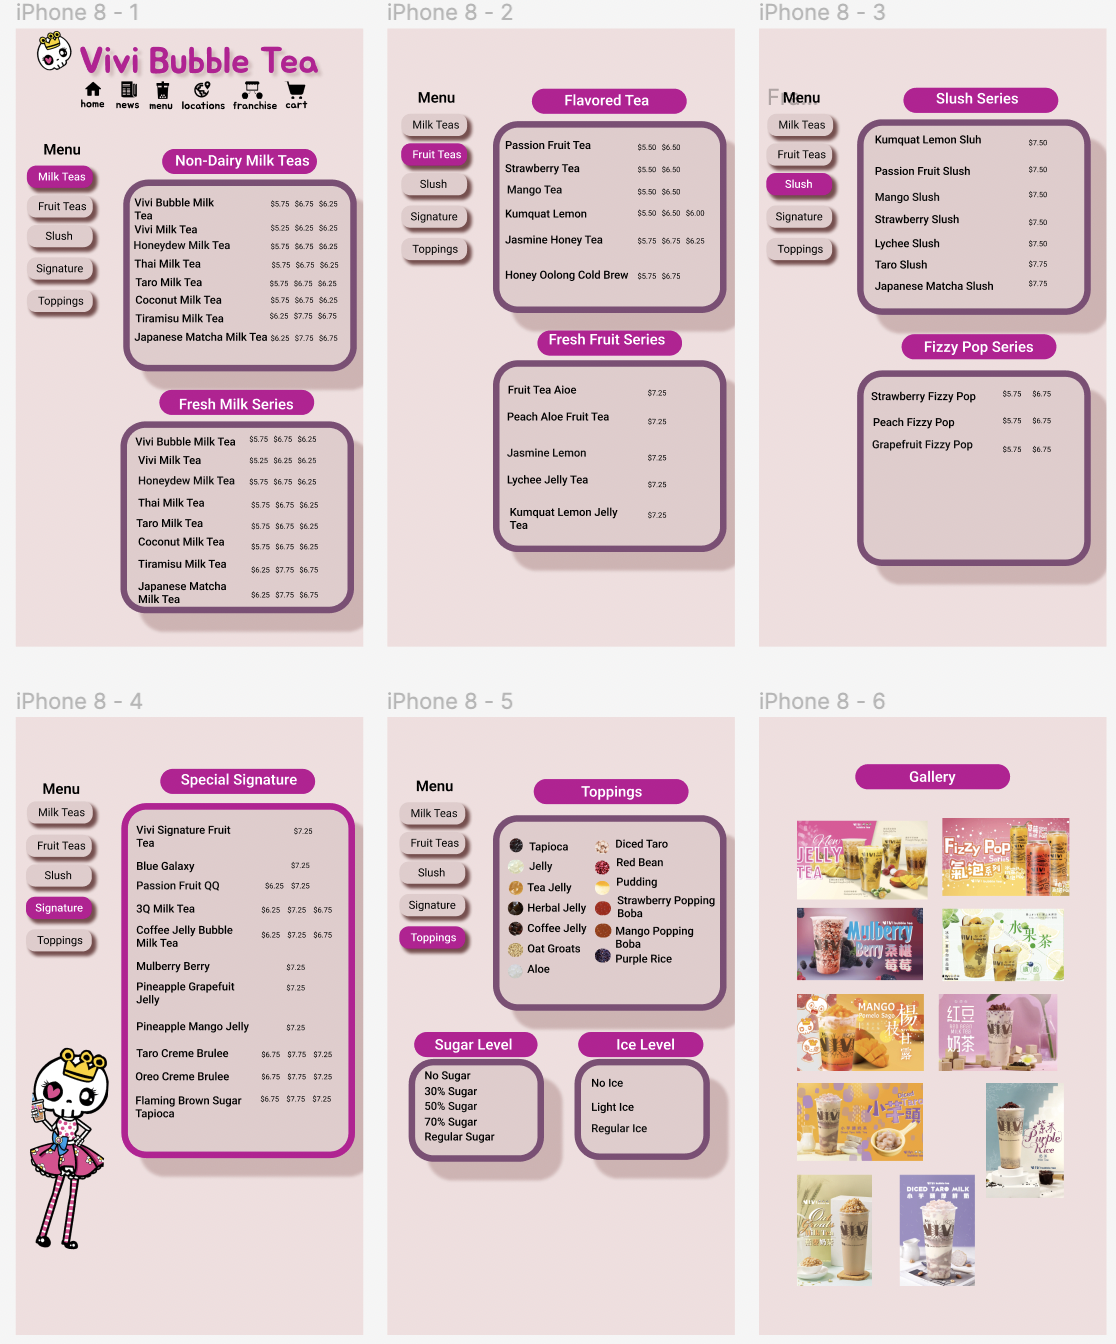 iPhone 8 - 1
Vivi Bubble Tea
home news menu locations franchise cart
Menu
Milk Teas
Fruit Teas
Slush
Signature
Toppings
Non-Dairy Milk Teas
Vivi Bubble Milk
Tea $5.75 $6.75 $6.25
Vivi Milk Tea $5.25 $6.25 $6.25
Honeydew Milk Tea $5.75 $6.75 $6.25
Thai Milk Tea $5.75 $6.75 $6.25
Taro Milk Tea $5.75 $6.75 $6.25
Coconut Milk Tea $5.75 $6.75 $6.25
Tiramisu Milk Tea $6.25 $7.75 $6.75
Japanese Matcha Milk Tea $6.25 $7.75 $6.75
Fresh Milk Series
Vivi Bubble Milk Tea $5.75 $6.75 $6.25
Vivi Milk Tea $5.25 $6.25 $6.25
Honeydew Milk Tea $5.75 $6.75 $6.25
Thai Milk Tea $5.75 $6.75 $6.25
Taro Milk Tea $5.75 $6.75 $6.25
Coconut Milk Tea $5.75 $6.75 $6.25
Tiramisu Milk Tea $6.25 $7.75 $6.75
Japanese Matcha
Milk Tea $6.25 $7.75 $6.75
iPhone 8 - 2
Menu
Milk Teas
Fruit Teas
Slush
Signature
Toppings
Flavored Tea
Passion Fruit Tea $5.50 $6.50
Strawberry Tea $5.50 $6.50
Mango Tea $5.50 $6.50
Kumquat Lemon $5.50 $6.50 $6.00
Jasmine Honey Tea $5.75 $6.75 $6.25
Honey Oolong Cold Brew $5.75 $6.75
Fresh Fruit Series
Fruit Tea Aioe $7.25
Peach Aloe Fruit Tea $7.25
Jasmine Lemon $7.25
Lychee Jelly Tea $7.25
Kumquat Lemon Jelly
Tea $7.25
iPhone 8 - 3
Menu
Milk Teas
Fruit Teas
Slush
Signature
Toppings
Slush Series
Kumquat Lemon Sluh $7.50
Passion Fruit Slush $7.50
Mango Slush $7.50
Strawberry Slush $7.50
Lychee Slush $7.50
Taro Slush $7.75
Japanese Matcha Slush $7.75
Fizzy Pop Series
Strawberry Fizzy Pop $5.75 $6.75
Peach Fizzy Pop $5.75 $6.75
Grapefruit Fizzy Pop $5.75 $6.75
iPhone 8 - 4
Menu
Milk Teas
Fruit Teas
Slush
Signature
Toppings
Special Signature
Vivi Signature Fruit
Tea $7.25
Blue Galaxy $7.25
Passion Fruit QQ $6.25 $7.25
3Q Milk Tea $6.25 $7.25 $6.75
Coffee Jelly Bubble
Milk Tea $6.25 $7.25 $6.75
Mulberry Berry $7.25
Pineapple Grapefuit
Jelly $7.25
Pineapple Mango Jelly $7.25
Taro Creme Brulee $6.75 $7.75 $7.25
Oreo Creme Brulee $6.75 $7.75 $7.25
Flaming Brown Sugar
Tapioca $6.75 $7.75 $7.25
iPhone 8 - 5
Menu
Milk Teas
Fruit Teas
Slush
Signature
Toppings
Toppings
Tapioca
Jelly
Tea Jelly
Herbal Jelly
Coffee Jelly
Oat Groats
Aloe
Diced Taro
Red Bean
Pudding
Strawberry Popping
Boba
Mango Popping
Boba
Purple Rice
Sugar Level
No Sugar
30% Sugar
50% Sugar
70% Sugar
Regular Sugar
Ice Level
No Ice
Light Ice
Regular Ice
iPhone 8 - 6
Gallery
New
JELLY
TEA
Fizzy Pop
Series
氣泡系列
Mulberry
Berry 桑椹
莓莓
水果茶
MANGO
Pomelo Sago
楊枝甘露
紅豆
RED BEAN
MILK TEA
奶茶
Diced
Taro
小芋頭
Purple
Rice
Oat
Groats
奶茶
DICED TARO MILK
小芋圓鮮奶